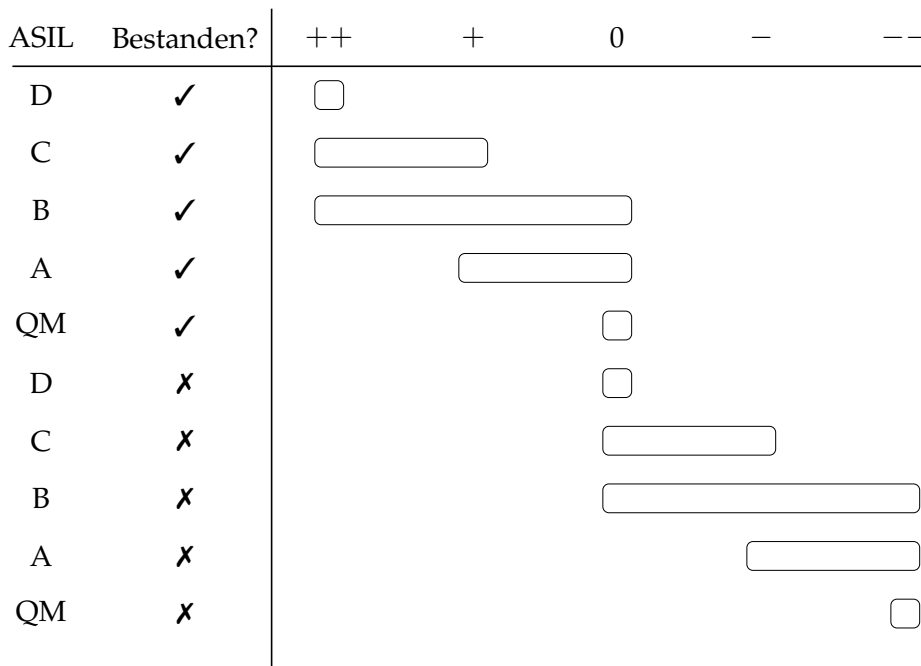 ASIL Bestanden? ++ + 0 − −−
D ✓
C ✓
B ✓
A ✓
QM ✓
D ✗
C ✗
B ✗
A ✗
QM ✗